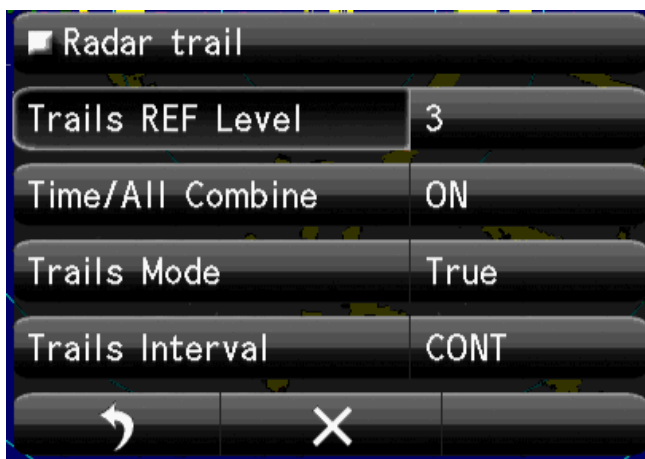 Radar trail
Trails REF Level 3
Time/All Combine ON
Trails Mode True
Trails Interval CONT